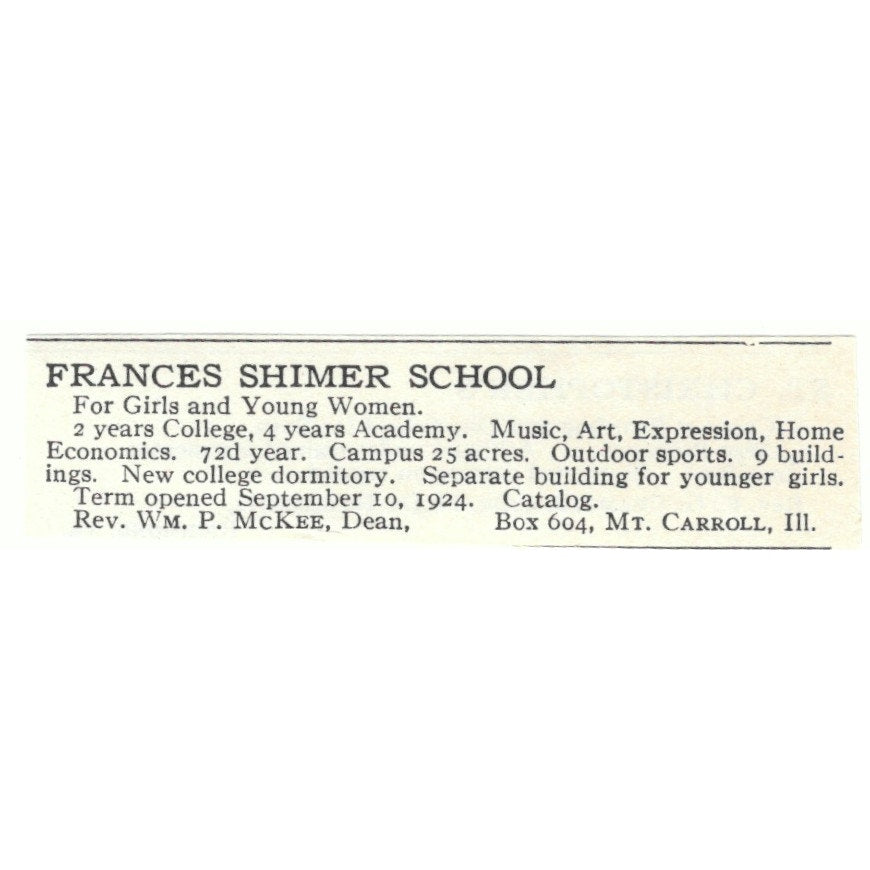 FRANCES SHIMER SCHOOL
For Girls and Young Women.
2 years College, 4 years Academy. Music, Art, Expression, Home
Economics. 72d year. Campus 25 acres. Outdoor sports. 9 build-
ings. New college dormitory. Separate building for younger girls.
Term opened September 10, 1924. Catalog.
Rev. WM. P. MCKEE, Dean, Box 604, MT. CARROLL, Ill.